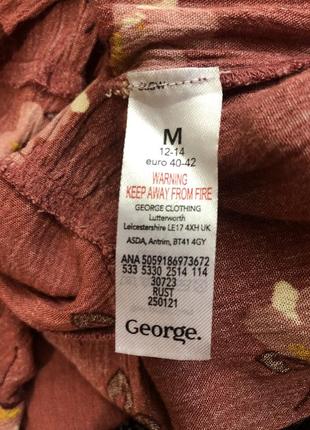 M
12-14
euro 40-42
WARNING
KEEP AWAY FROM FIRE
GEORGE CLOTHING
Lutterworth
Leicestershire LE17 4XH UK
ASDA, Antrim, BT41 4GY
ANA 5059186973672
533 5330 2514 114
30723
RUST
250121
George.